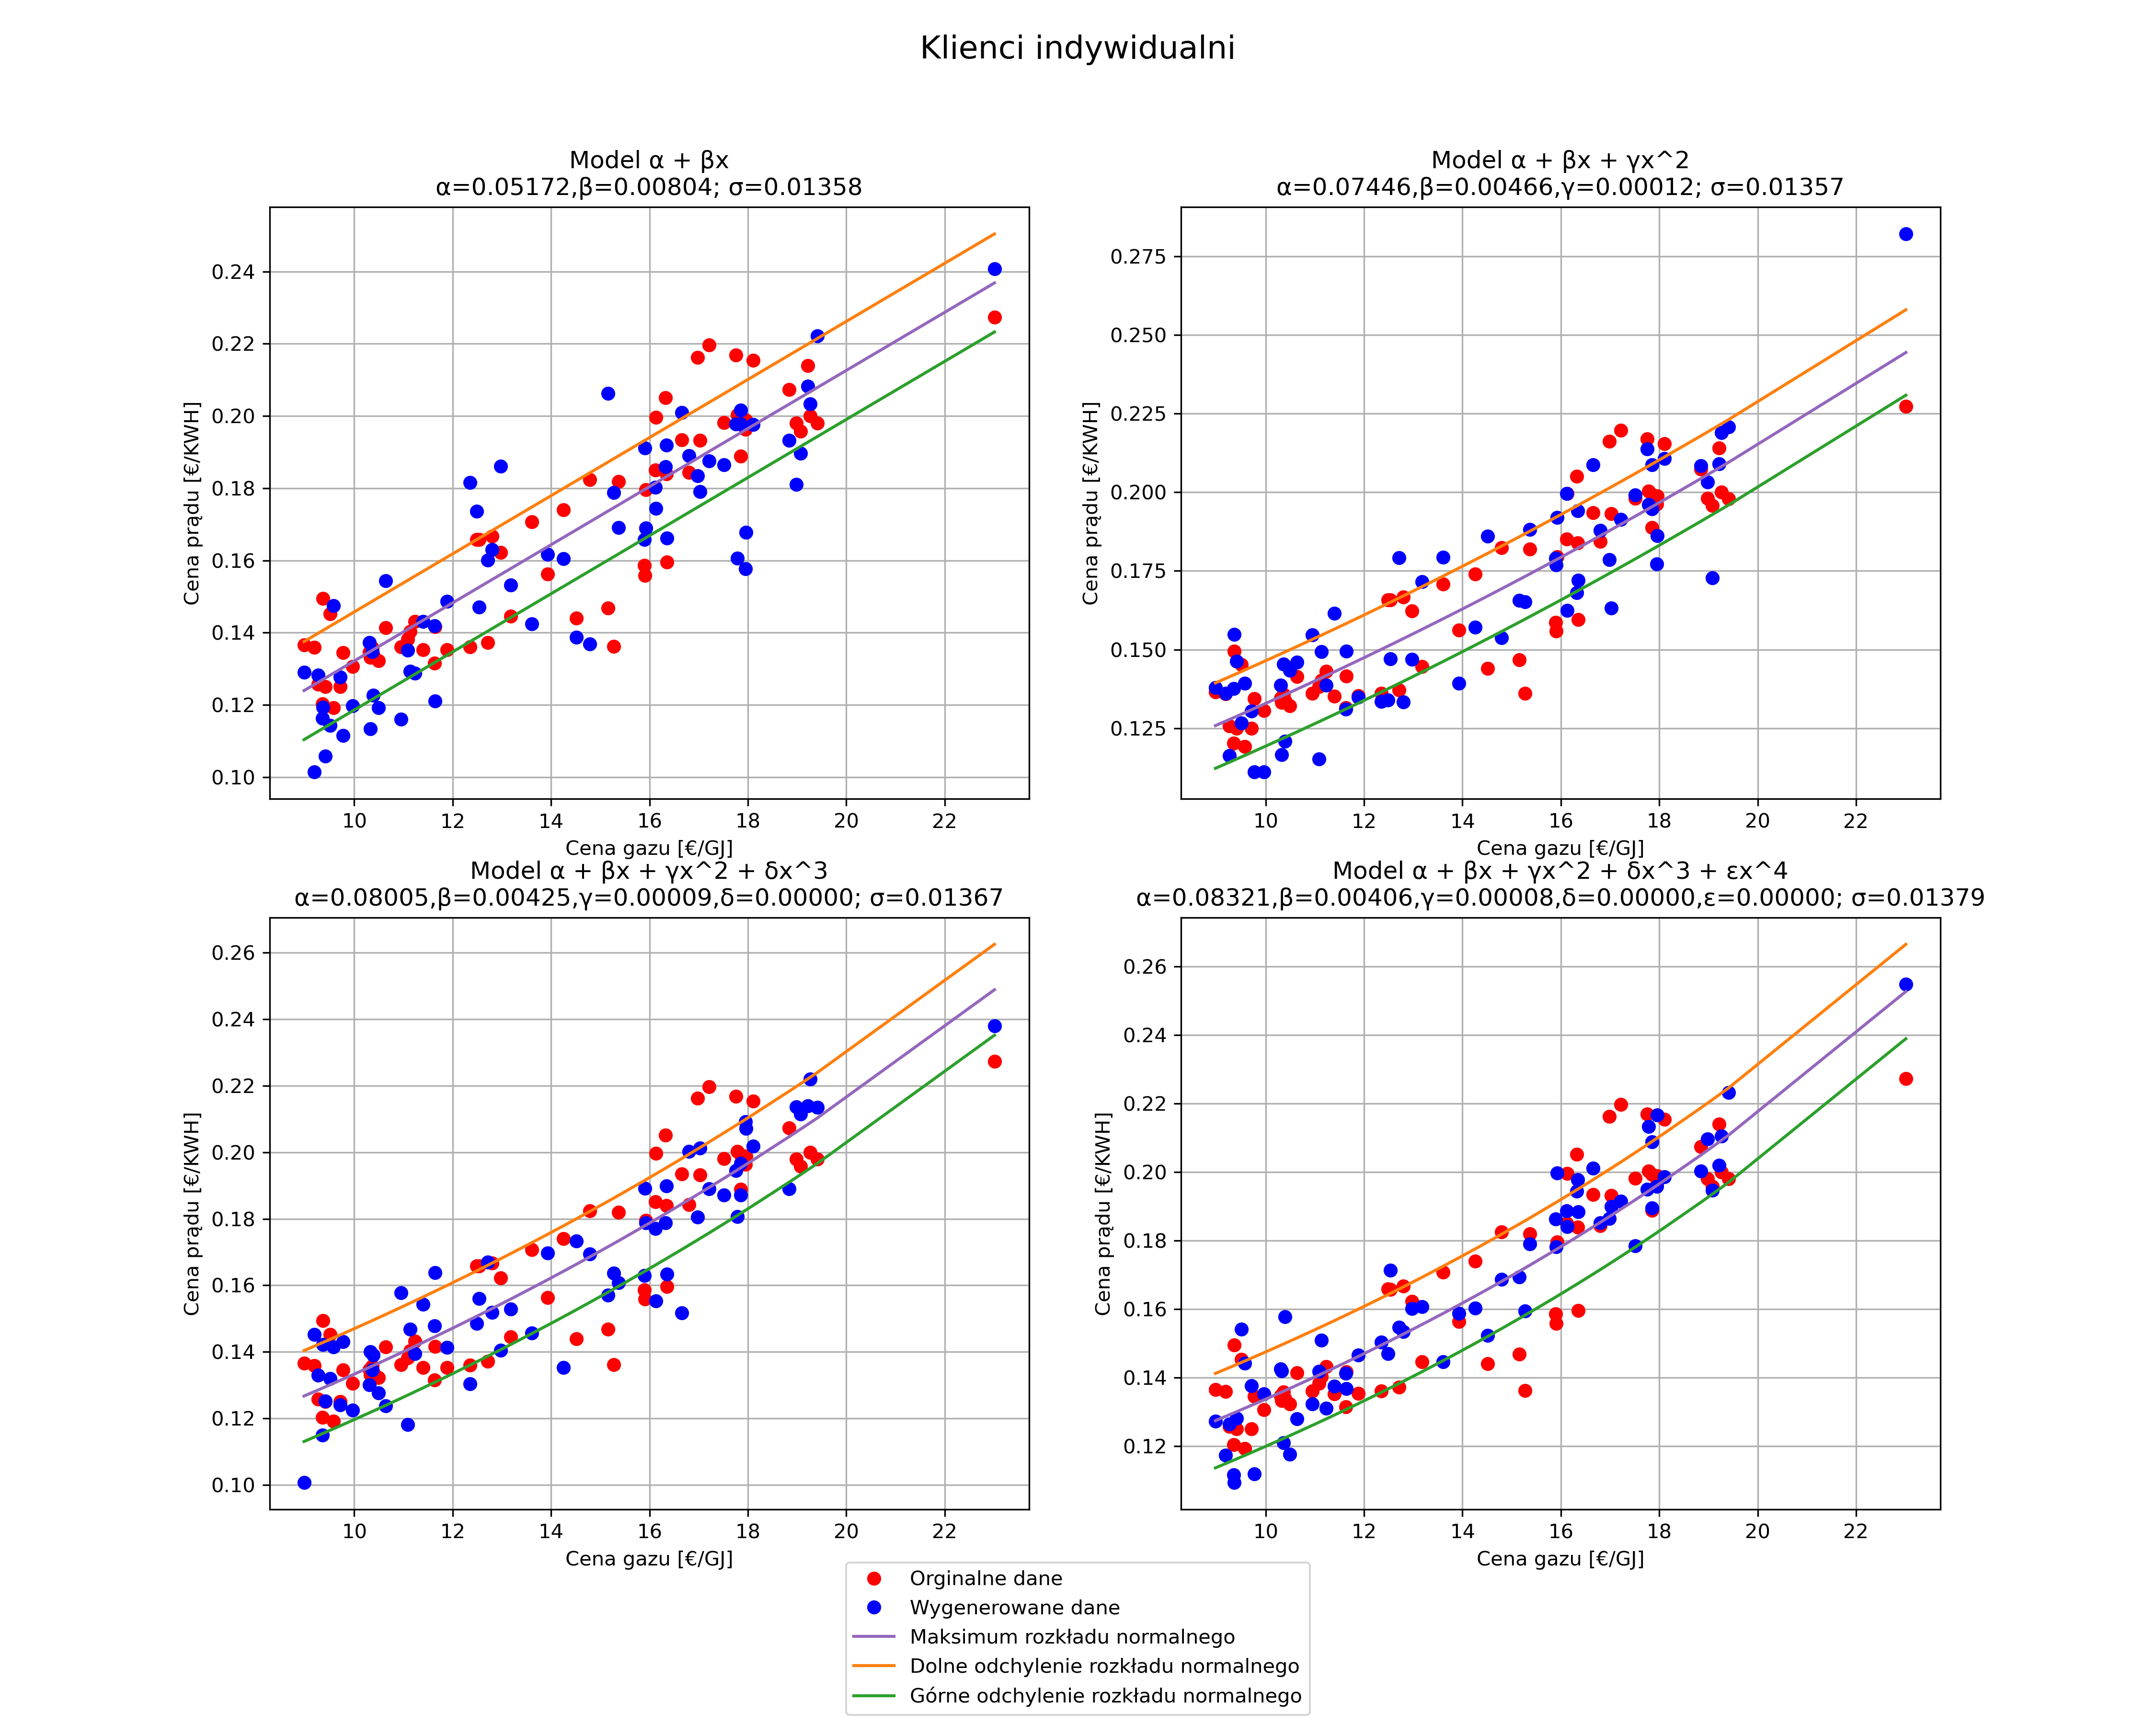 Klienci indywidualni
Model α + βx
α=0.05172,β=0.00804; σ=0.01358
Cena prądu [€/KWH]
0.24
0.22
0.20
0.18
0.16
0.14
0.12
0.10
10 12 14 16 18 20 22
Cena gazu [€/GJ]
Model α + βx + γx^2
α=0.07446,β=0.00466,γ=0.00012; σ=0.01357
Cena prądu [€/KWH]
0.275
0.250
0.225
0.200
0.175
0.150
0.125
10 12 14 16 18 20 22
Cena gazu [€/GJ]
Model α + βx + γx^2 + δx^3
α=0.08005,β=0.00425,γ=0.00009,δ=0.00000; σ=0.01367
Cena prądu [€/KWH]
0.26
0.24
0.22
0.20
0.18
0.16
0.14
0.12
0.10
10 12 14 16 18 20 22
Cena gazu [€/GJ]
Model α + βx + γx^2 + δx^3 + εx^4
α=0.08321,β=0.00406,γ=0.00008,δ=0.00000,ε=0.00000; σ=0.01379
Cena prądu [€/KWH]
0.26
0.24
0.22
0.20
0.18
0.16
0.14
0.12
10 12 14 16 18 20 22
Cena gazu [€/GJ]
Orginalne dane
Wygenerowane dane
Maksimum rozkładu normalnego
Dolne odchylenie rozkładu normalnego
Górne odchylenie rozkładu normalnego